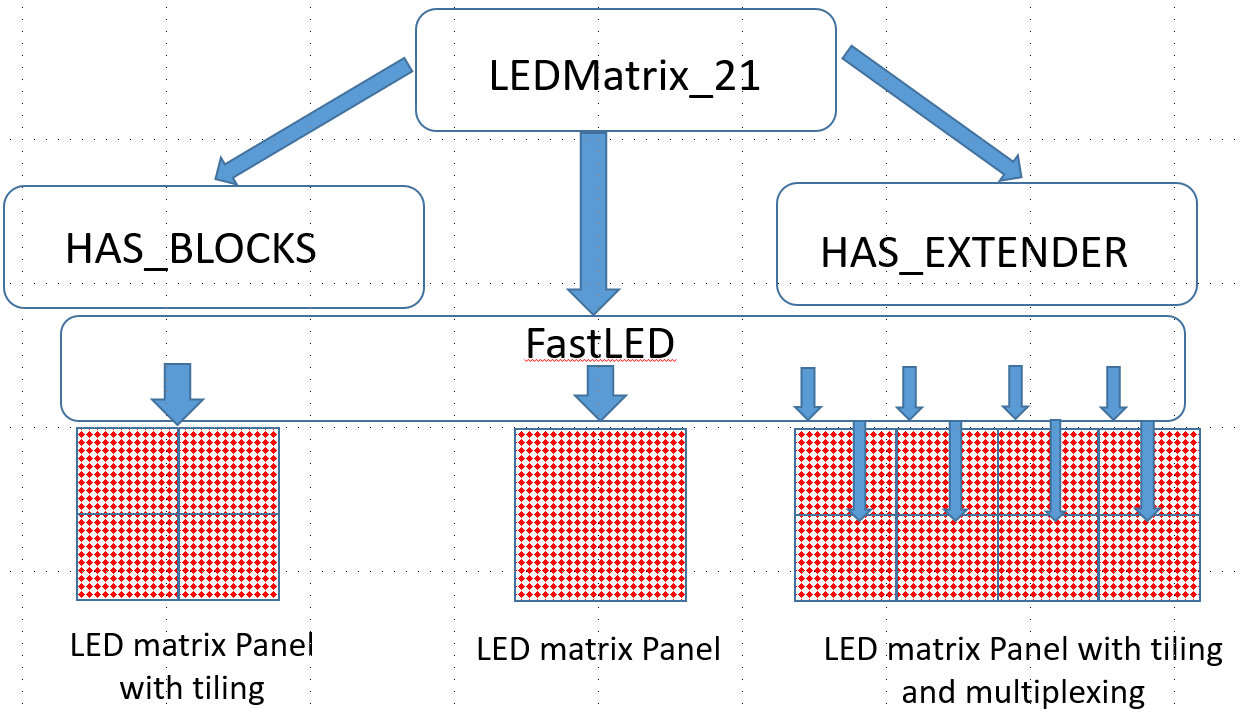 LEDMatrix_21
HAS_BLOCKS
HAS_EXTENDER
FastLED
LED matrix Panel
with tiling
LED matrix Panel
LED matrix Panel with tiling
and multiplexing